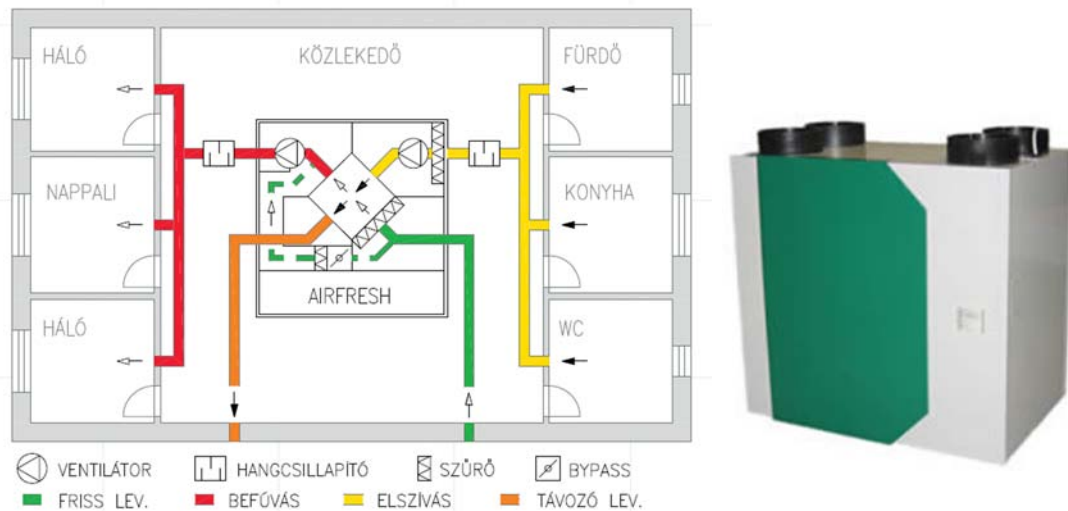 HÁLÓ
KÖZLEKEDŐ
FÜRDŐ
NAPPALI
KONYHA
AIRFRESH
HÁLÓ
WC
VENTILÁTOR
HANGCSILLAPÍTÓ
SZŰRŐ
BYPASS
FRISS LEV.
BEFÚVÁS
ELSZÍVÁS
TÁVOZÓ LEV.